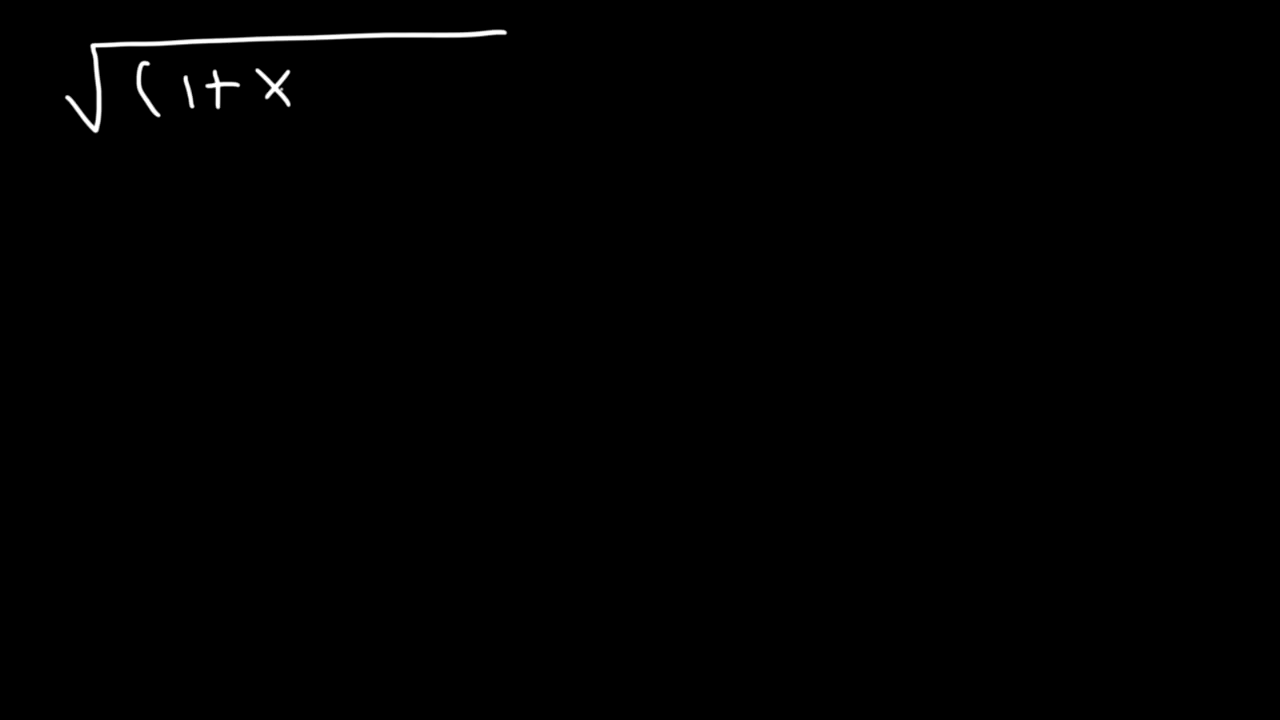 √( 1 + x